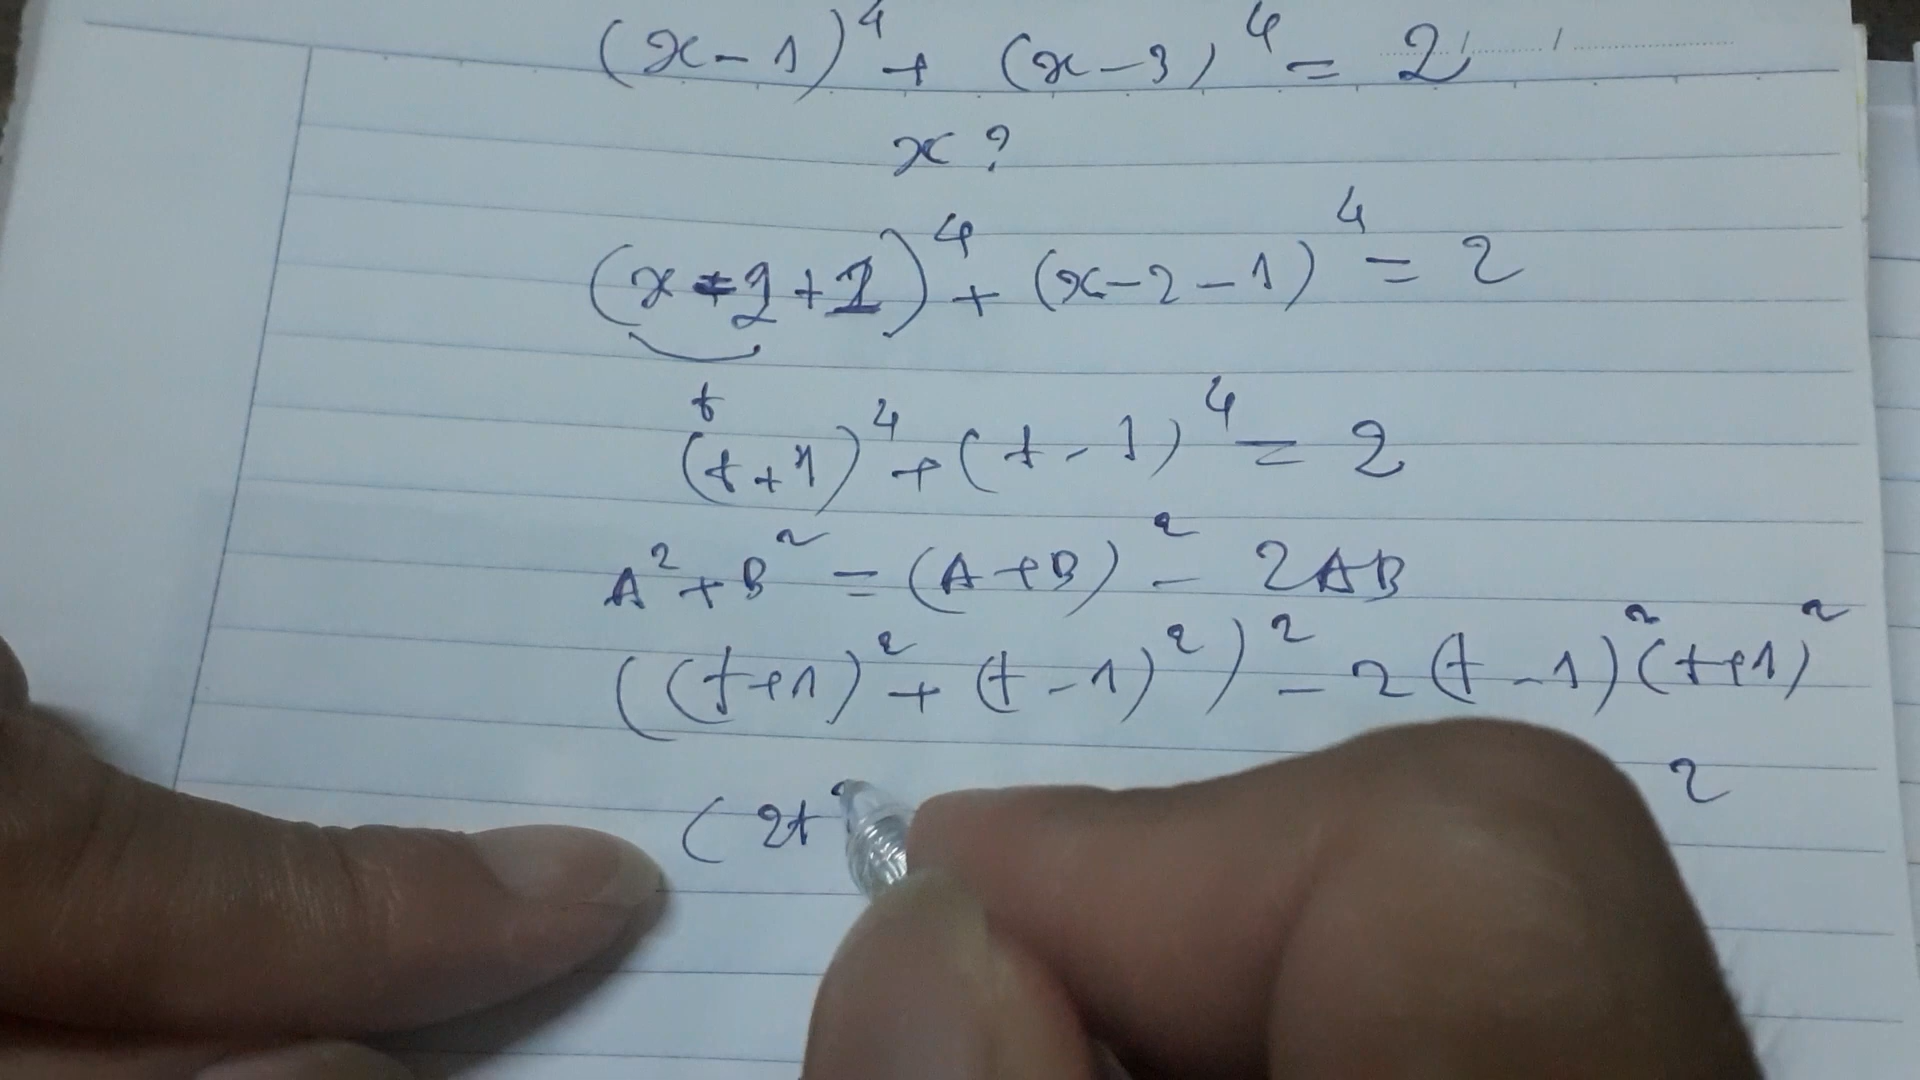 (x-1)⁴ + (x-3)⁴ = 2
x ?
(x-2+1)⁴ + (x-2-1)⁴ = 2
t
(t+1)⁴ + (t-1)⁴ = 2
A² + B² = (A+B)² - 2AB
((t+1)² + (t-1)²)² - 2(t-1)²(t+1)²
2
(2t²